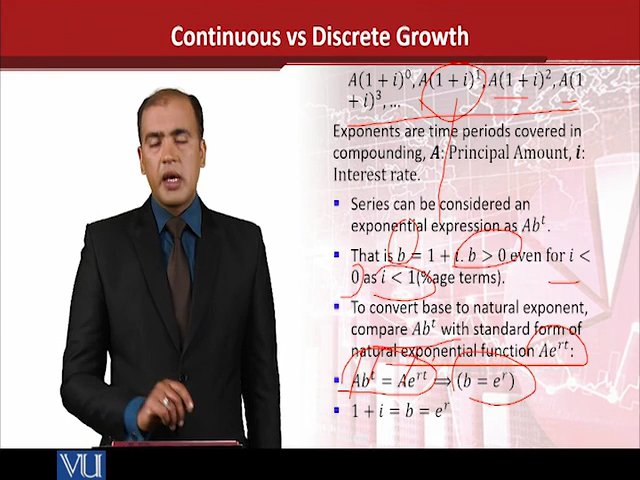 Continuous vs Discrete Growth
A(1 + i)⁰, A(1 + i)¹, A(1 + i)², A(1
+ i)³, …
Exponents are time periods covered in
compounding, A: Principal Amount, i:
Interest rate.
▪ Series can be considered an
exponential expression as Abᵗ.
▪ That is b = 1 + i. b > 0 even for i <
0 as i < 1(%age terms).
▪ To convert base to natural exponent,
compare Abᵗ with standard form of
natural exponential function Aeʳᵗ:
▪ Abᵗ = Aeʳᵗ ⟹ (b = eʳ)
▪ 1 + i = b = eʳ
VU